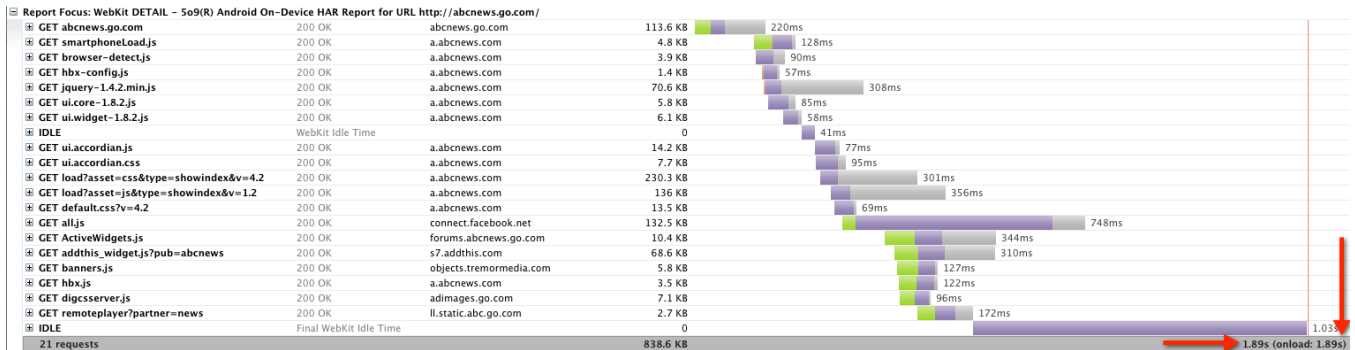 Report Focus: WebKit DETAIL - 5o9(R) Android On-Device HAR Report for URL http://abcnews.go.com/
GET abcnews.go.com 200 OK abcnews.go.com 113.6 KB 220ms
GET smartphoneLoad.js 200 OK a.abcnews.com 4.8 KB 128ms
GET browser-detect.js 200 OK a.abcnews.com 3.9 KB 90ms
GET hbx-config.js 200 OK a.abcnews.com 1.4 KB 57ms
GET jquery-1.4.2.min.js 200 OK a.abcnews.com 70.6 KB 308ms
GET ui.core-1.8.2.js 200 OK a.abcnews.com 5.8 KB 85ms
GET ui.widget-1.8.2.js 200 OK a.abcnews.com 6.1 KB 58ms
IDLE WebKit Idle Time 0 41ms
GET ui.accordian.js 200 OK a.abcnews.com 14.2 KB 77ms
GET ui.accordian.css 200 OK a.abcnews.com 7.7 KB 95ms
GET load?asset=css&type=showindex&v=4.2 200 OK a.abcnews.com 230.3 KB 301ms
GET load?asset=js&type=showindex&v=1.2 200 OK a.abcnews.com 136 KB 356ms
GET default.css?v=4.2 200 OK a.abcnews.com 13.5 KB 69ms
GET all.js 200 OK connect.facebook.net 132.5 KB 748ms
GET ActiveWidgets.js 200 OK forums.abcnews.go.com 10.4 KB 344ms
GET addthis_widget.js?pub=abcnews 200 OK s7.addthis.com 68.6 KB 310ms
GET banners.js 200 OK objects.tremormedia.com 5.8 KB 127ms
GET hbx.js 200 OK a.abcnews.com 3.5 KB 122ms
GET digcsserver.js 200 OK adimages.go.com 7.1 KB 96ms
GET remoteplayer?partner=news 200 OK ll.static.abc.go.com 2.7 KB 172ms
IDLE Final WebKit Idle Time 0 1.03s
21 requests 838.6 KB 1.89s (onload: 1.89s)